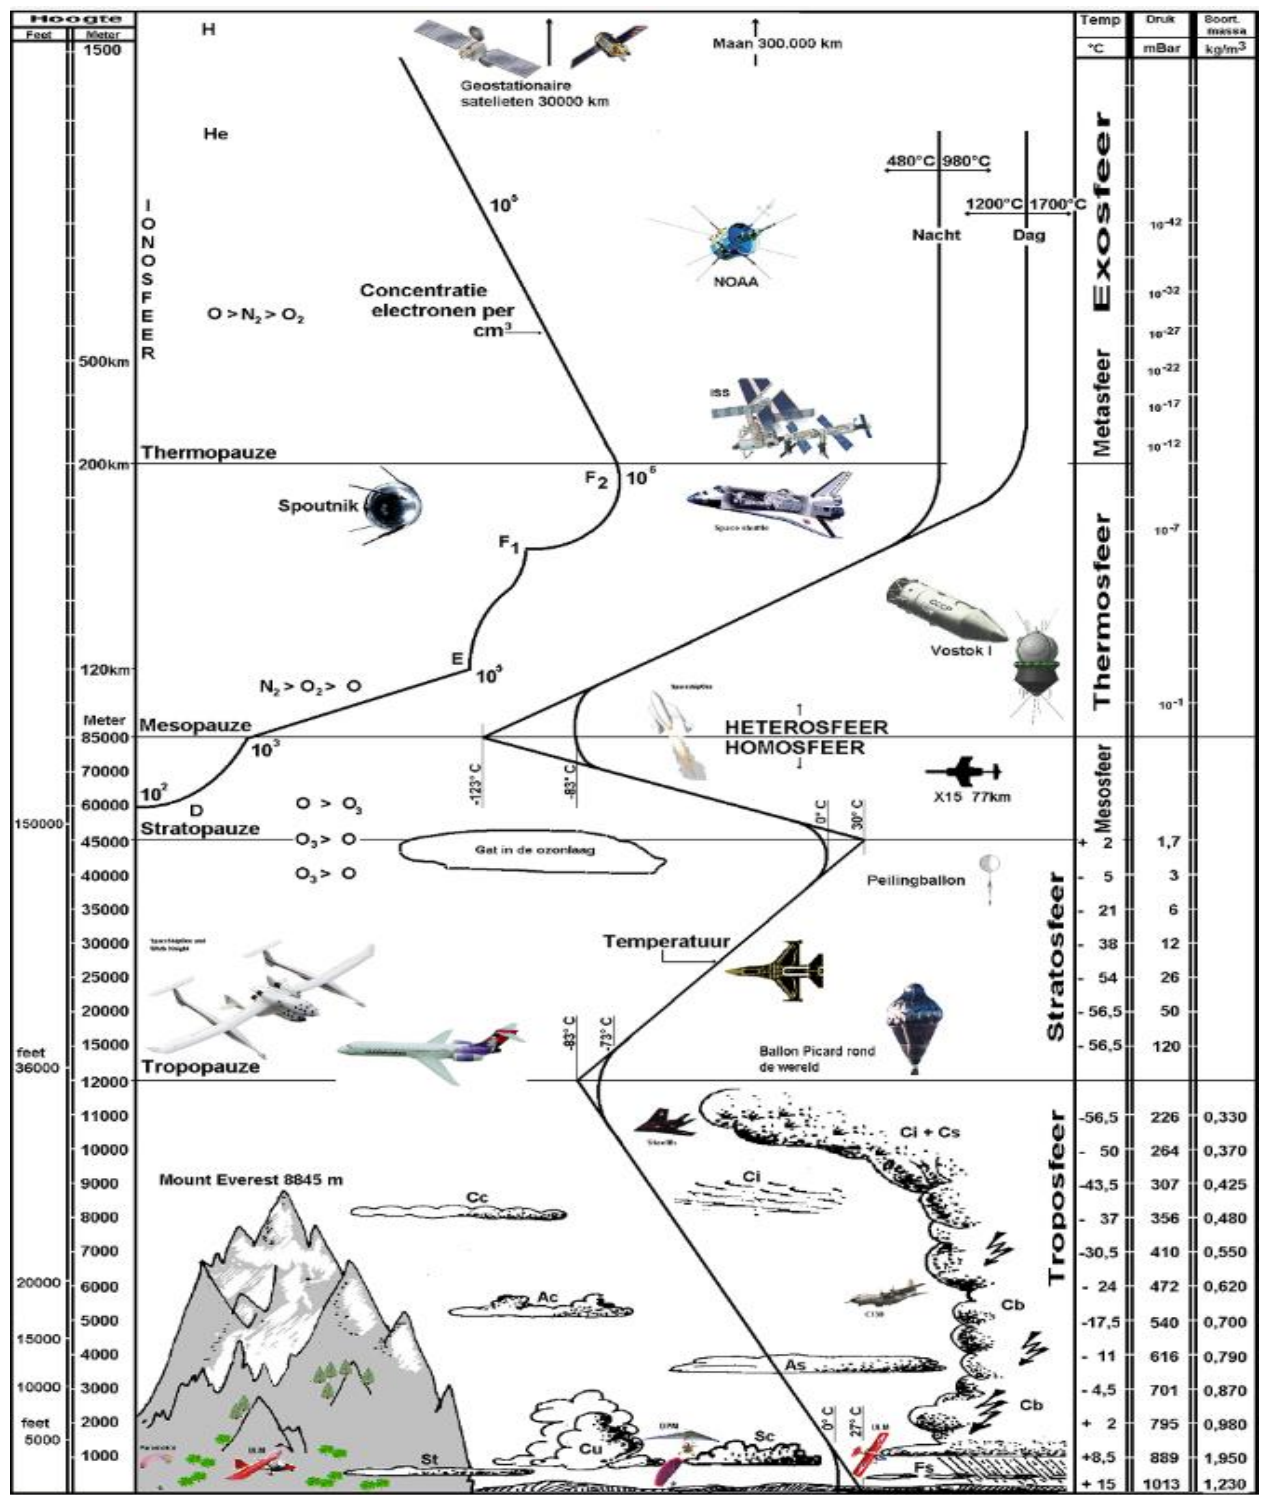 Hoogte
Feet Meter
Temp Druk Soort. massa
°C mBar kg/m³
1500
H
Maan 300.000 km
Geostationaire
satelieten 30000 km
He
480°C 980°C
1200°C 1700°C
Nacht Dag
IONOSFEER
10⁵
Exosfeer
10⁻⁴²
NOAA
10⁻³²
Concentratie
electronen per
cm³
O > N₂ > O₂
10⁻²⁷
500km
10⁻²²
Metasfeer
ISS
10⁻¹⁷
10⁻¹²
Thermopauze
200km
F₂ 10⁶
Spoutnik
Space shuttle
F₁
10⁻⁷
Thermosfeer
CCCP
Vostok I
E
120km
10⁵
N₂ > O₂ > O
10⁻¹
Meter
Mesopauze
HETEROSFEER
85000
HOMOSFEER
10³
70000
-123°C -83°C
Mesosfeer
X15 77km
10²
60000
D
O > O₃
0°C 30°C
150000
Stratopauze
45000 O₃ > O + 2 1,7
Gat in de ozonlaag
40000 O₃ > O - 5 3
Peilingballon
35000 - 21 6
Stratosfeer
30000 - 38 12
Temperatuur
25000 - 54 26
20000 - 56,5 50
-83°C -73°C
15000 - 56,5 120
Ballon Picard rond
de wereld
feet
36000
Tropopauze
12000
11000 -56,5 226 0,330
Troposfeer
Stealth
Ci + Cs
10000 - 50 264 0,370
Mount Everest 8845 m
Ci
9000 -43,5 307 0,425
Cc
8000 - 37 356 0,480
7000 -30,5 410 0,550
20000 6000 - 24 472 0,620
Ac
C130
Cb
5000 -17,5 540 0,700
15000
4000 - 11 616 0,790
As
10000 3000 - 4,5 701 0,870
Cb
0°C 27°C
feet 2000 + 2 795 0,980
5000
DPM
ULM
Sc
Cu
ULM
1000 +8,5 889 1,950
St
Fs
+ 15 1013 1,230